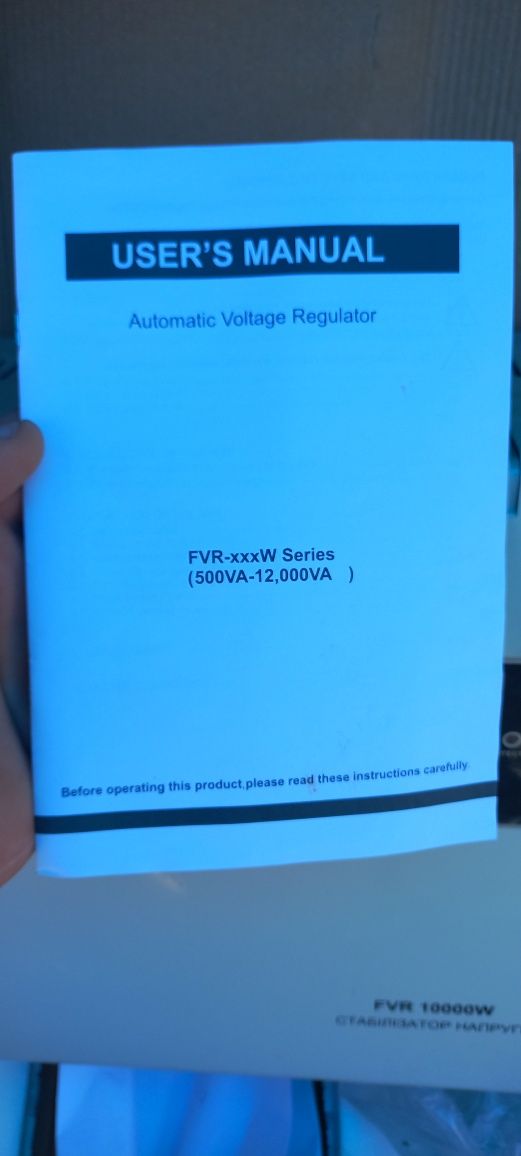 USER'S MANUAL
Automatic Voltage Regulator
FVR-xxxW Series
(500VA-12,000VA )
Before operating this product,please read these instructions carefully
FVR 10000W
СТАБІЛІЗАТОР